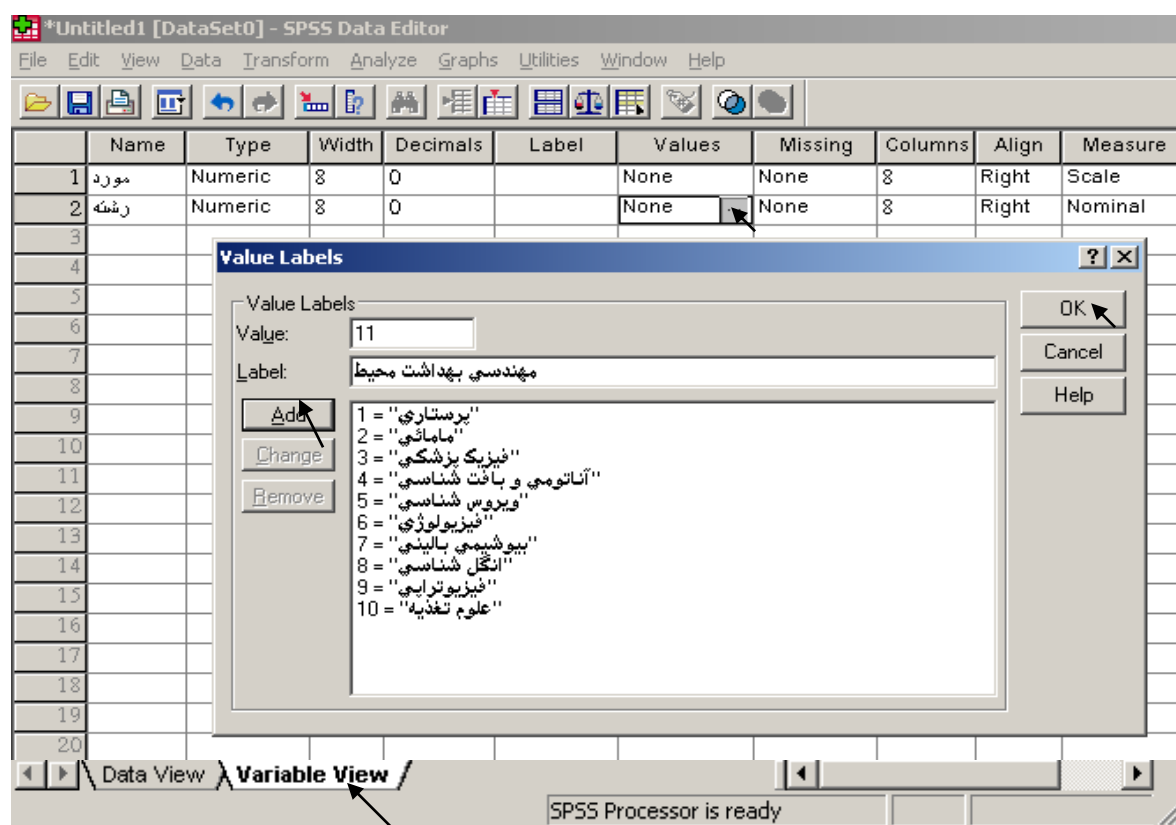 *Untitled1 [DataSet0] - SPSS Data Editor
File Edit View Data Transform Analyze Graphs Utilities Window Help
Name Type Width Decimals Label Values Missing Columns Align Measure
1 مورد Numeric 8 0 None None 8 Right Scale
2 رشته Numeric 8 0 None None 8 Right Nominal
3
4
5
6
7
8
9
10
11
12
13
14
15
16
17
18
19
20
Value Labels
Value Labels
Value: 11
Label: مهندسي بهداشت محيط
Add
Change
Remove
1 = "پرستاري"
2 = "مامائي"
3 = "فيزيک پزشکي"
4 = "آناتومي و بافت شناسي"
5 = "ويروس شناسي"
6 = "فيزيولوژي"
7 = "بيوشيمي باليني"
8 = "انگل شناسي"
9 = "فيزيوتراپي"
10 = "علوم تغذيه"
OK
Cancel
Help
Data View Variable View
SPSS Processor is ready